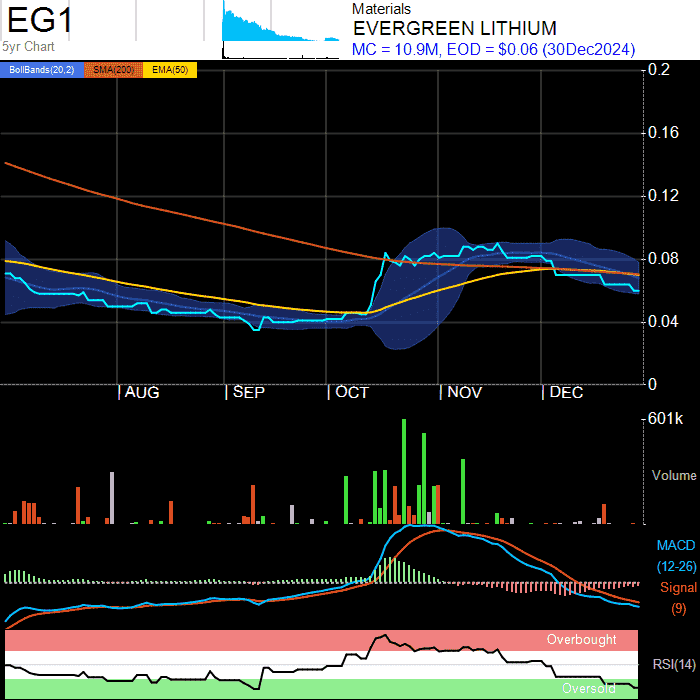 EG1
5yr Chart
Materials
EVERGREEN LITHIUM
MC = 10.9M, EOD = $0.06 (30Dec2024)
BollBands(20,2) SMA(200) EMA(50)
0.2
0.16
0.12
0.08
0.04
0
AUG SEP OCT NOV DEC
601k
Volume
MACD
(12-26)
Signal
(9)
Overbought
RSI(14)
Oversold